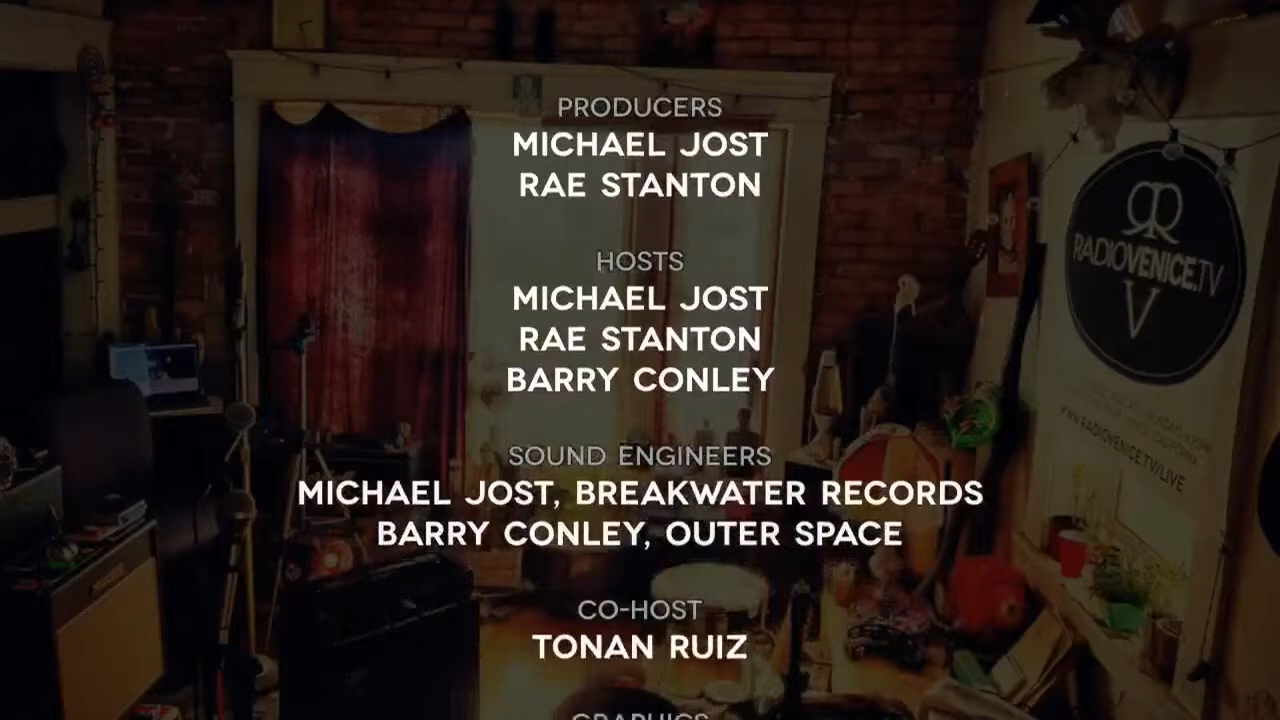 PRODUCERS
MICHAEL JOST
RAE STANTON
HOSTS
MICHAEL JOST
RAE STANTON
BARRY CONLEY
SOUND ENGINEERS
MICHAEL JOST, BREAKWATER RECORDS
BARRY CONLEY, OUTER SPACE
CO-HOST
TONAN RUIZ
GRAPHICS
RADIOVENICE.TV
V
WWW.RADIOVENICE.TV/LIVE